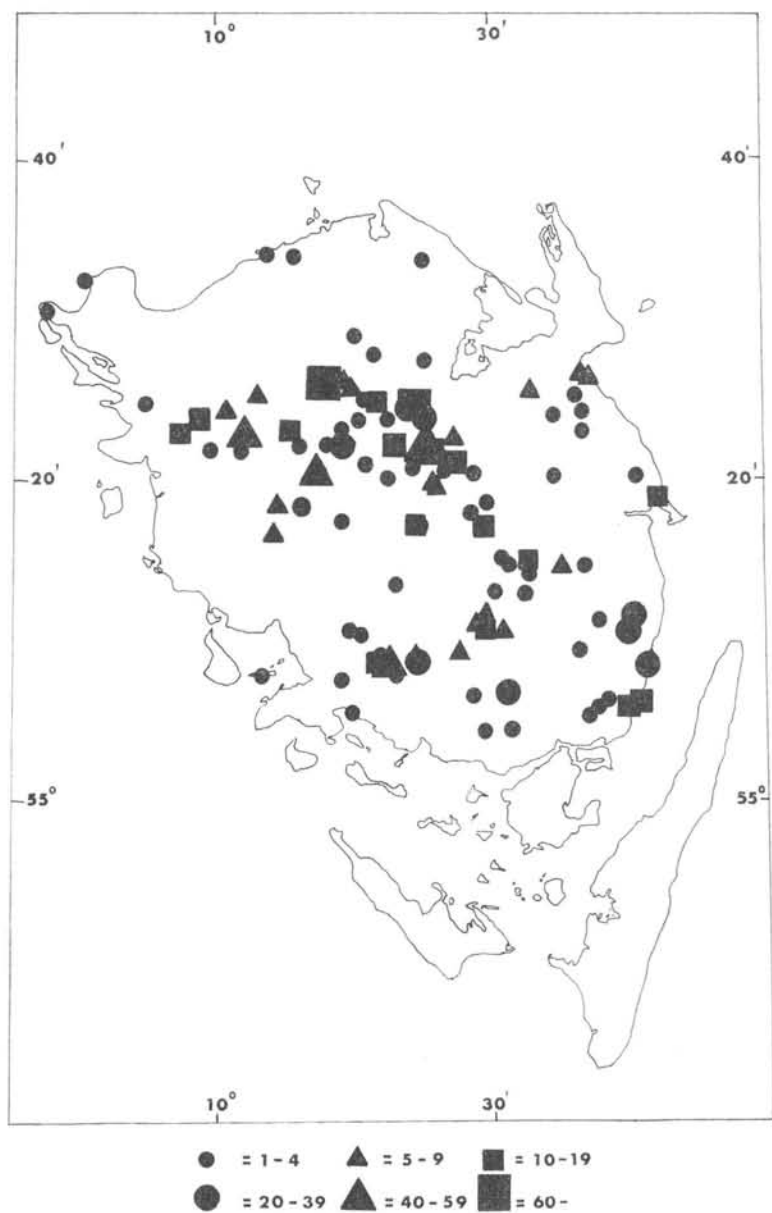 10° 30'
40' 40'
20' 20'
55° 55°
10° 30'
= 1 - 4 = 5 - 9 = 10 - 19
= 20 - 39 = 40 - 59 = 60 -